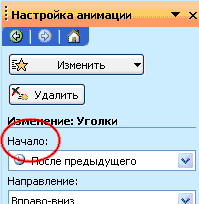 Настройка анимации
Изменить
Удалить
Изменение: Уголки
Начало:
После предыдущего
Направление:
Вправо-вниз